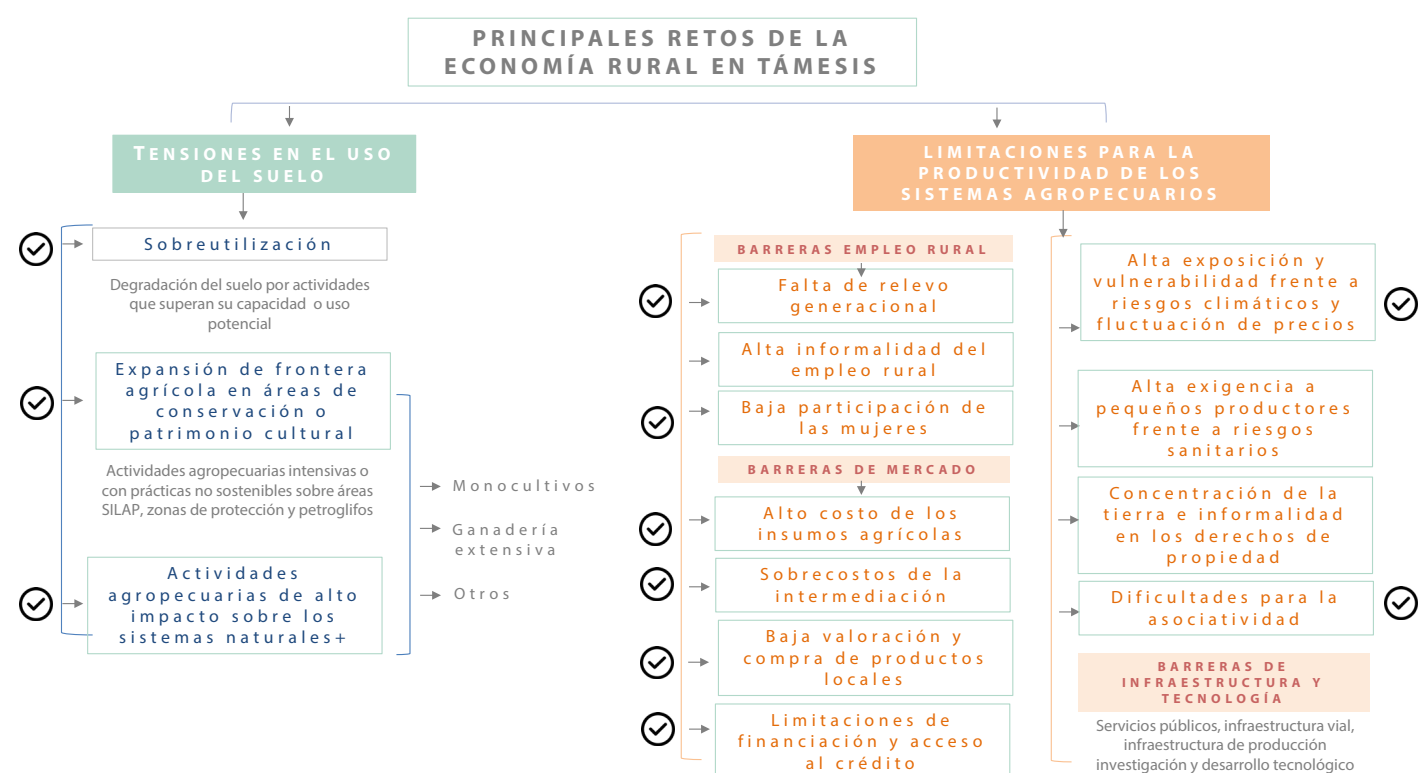 PRINCIPALES RETOS DE LA
ECONOMÍA RURAL EN TÁMESIS
TENSIONES EN EL USO
DEL SUELO
Sobreutilización
Degradación del suelo por actividades
que superan su capacidad o uso
potencial
Expansión de frontera
agrícola en áreas de
conservación o
patrimonio cultural
Actividades agropecuarias intensivas o
con prácticas no sostenibles sobre áreas
SILAP, zonas de protección y petroglifos
Actividades
agropecuarias de alto
impacto sobre los
sistemas naturales+
Monocultivos
Ganadería
extensiva
Otros
LIMITACIONES PARA LA
PRODUCTIVIDAD DE LOS
SISTEMAS AGROPECUARIOS
BARRERAS EMPLEO RURAL
Falta de relevo
generacional
Alta informalidad del
empleo rural
Baja participación de
las mujeres
BARRERAS DE MERCADO
Alto costo de los
insumos agrícolas
Sobrecostos de la
intermediación
Baja valoración y
compra de productos
locales
Limitaciones de
financiación y acceso
al crédito
Alta exposición y
vulnerabilidad frente a
riesgos climáticos y
fluctuación de precios
Alta exigencia a
pequeños productores
frente a riesgos
sanitarios
Concentración de la
tierra e informalidad
en los derechos de
propiedad
Dificultades para la
asociatividad
BARRERAS DE
INFRAESTRUCTURA Y
TECNOLOGÍA
Servicios públicos, infraestructura vial,
infraestructura de producción
investigación y desarrollo tecnológico